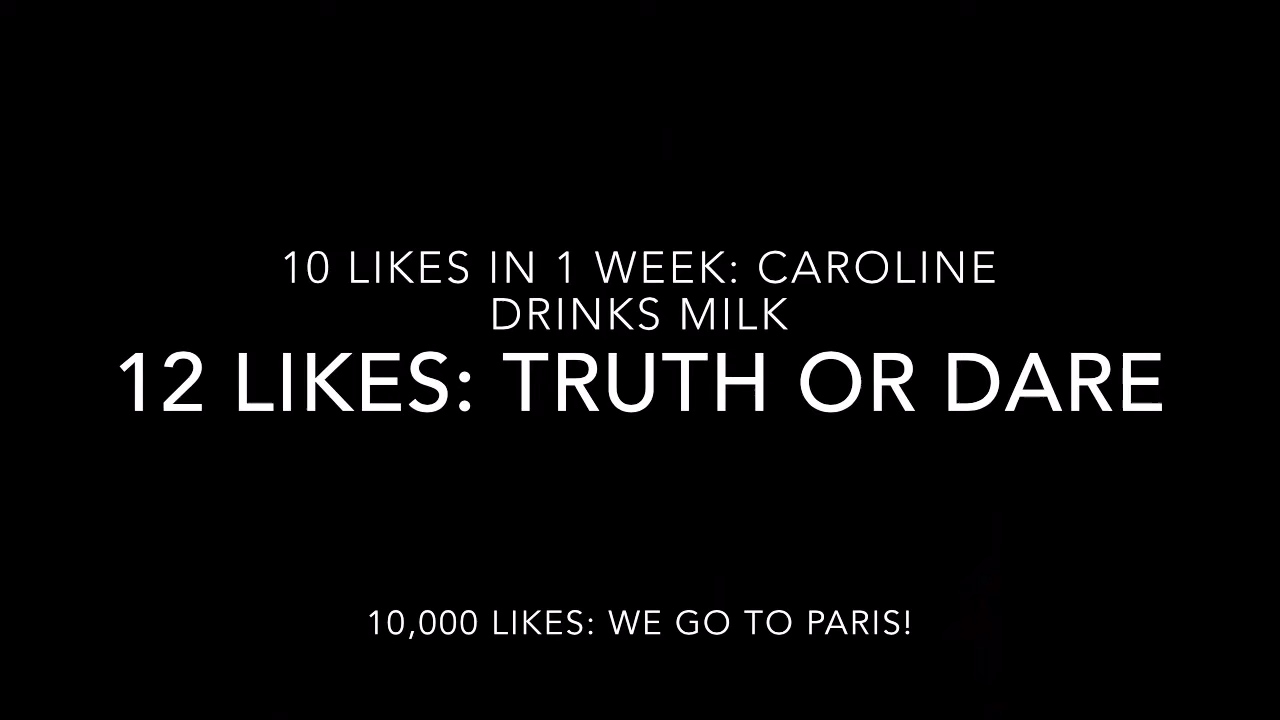 10 LIKES IN 1 WEEK: CAROLINE
DRINKS MILK
12 LIKES: TRUTH OR DARE
10,000 LIKES: WE GO TO PARIS!